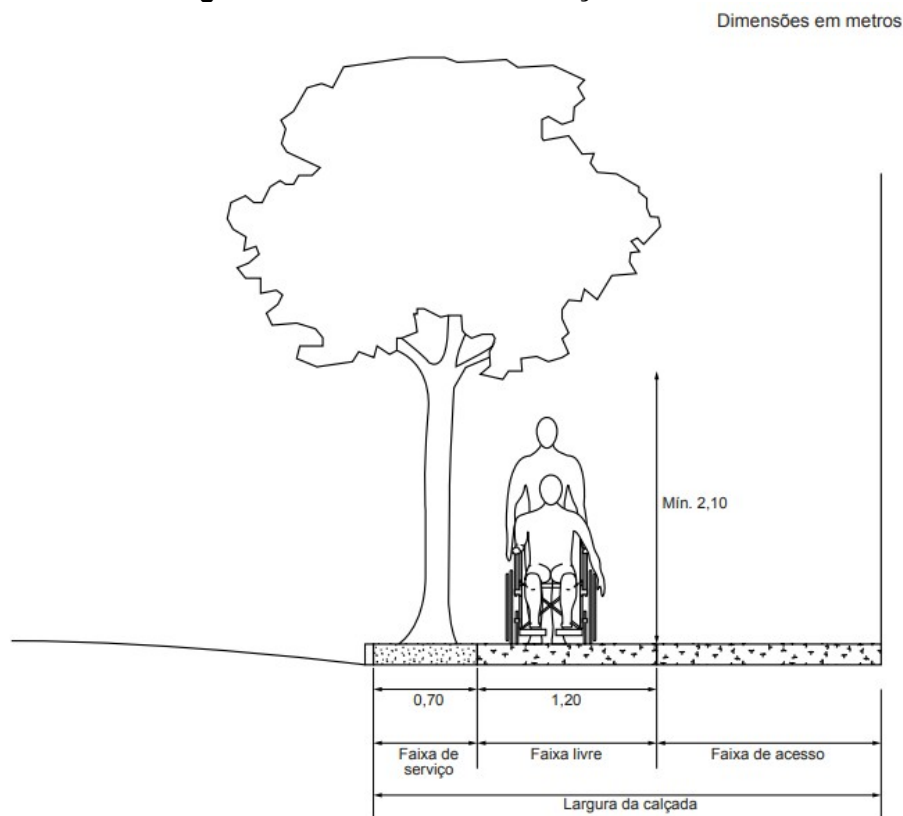 Dimensões em metros
Mín. 2,10
0,70
1,20
Faixa de
serviço
Faixa livre
Faixa de acesso
Largura da calçada